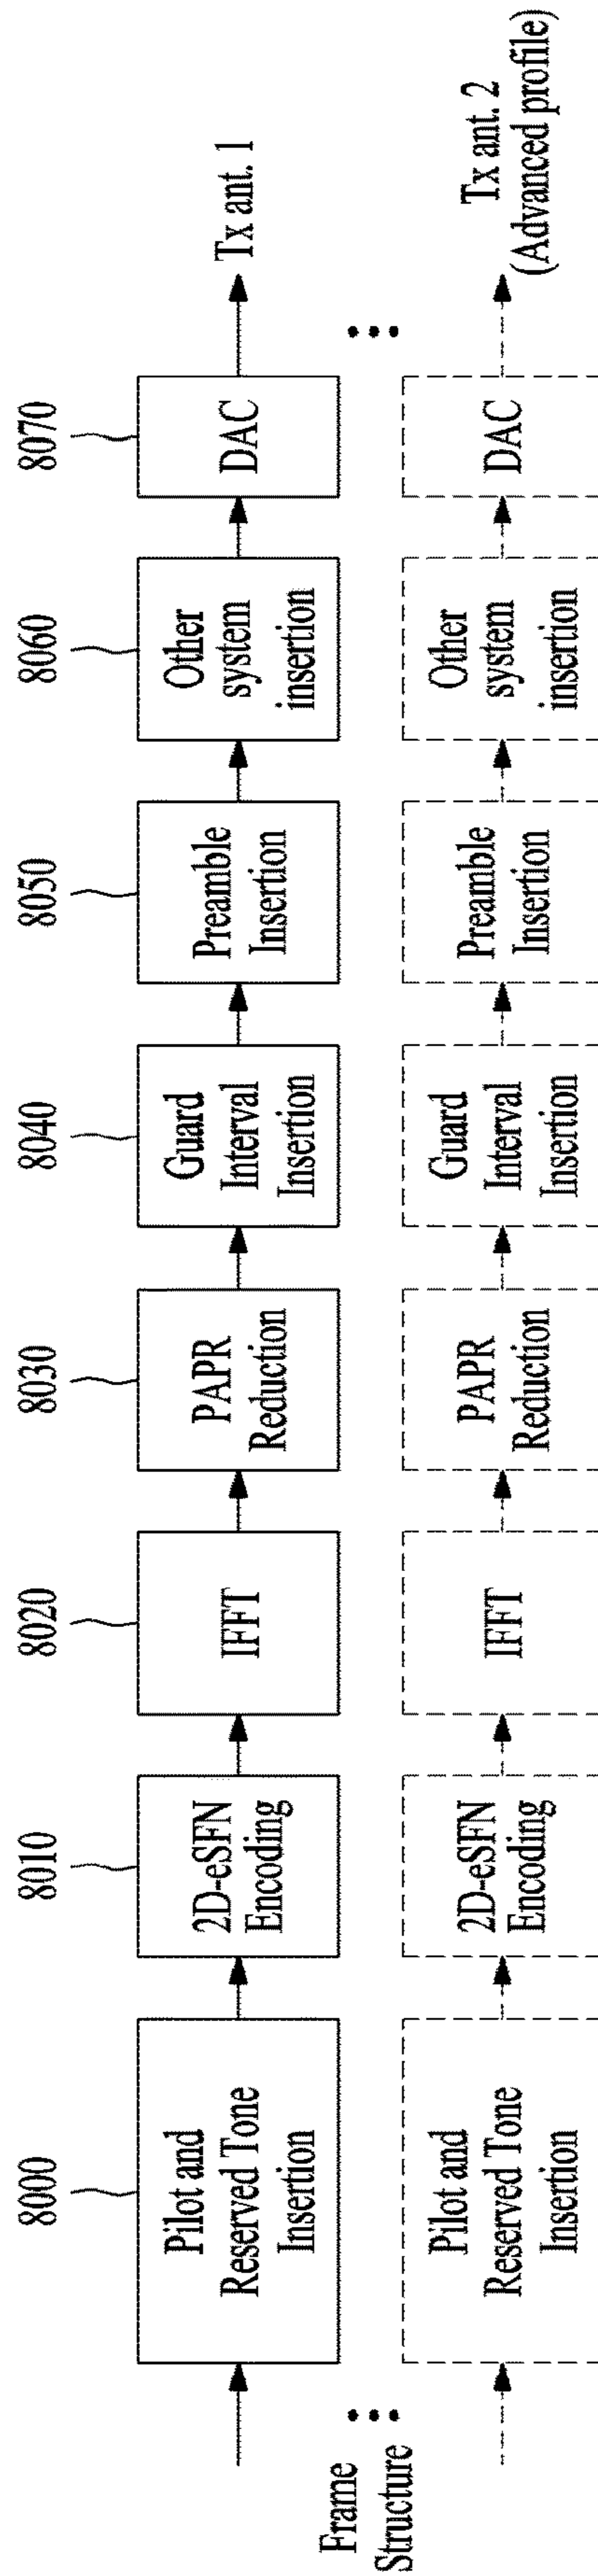 8000
8010
8020
8030
8040
8050
8060
8070
Pilot and
Reserved Tone
Insertion
2D-eSFN
Encoding
IFFT
PAPR
Reduction
Guard
Interval
Insertion
Preamble
Insertion
Other
system
insertion
DAC
Tx ant. 1
Frame
Structure
Pilot and
Reserved Tone
Insertion
2D-eSFN
Encoding
IFFT
PAPR
Reduction
Guard
Interval
Insertion
Preamble
Insertion
Other
system
insertion
DAC
Tx ant. 2
(Advanced profile)